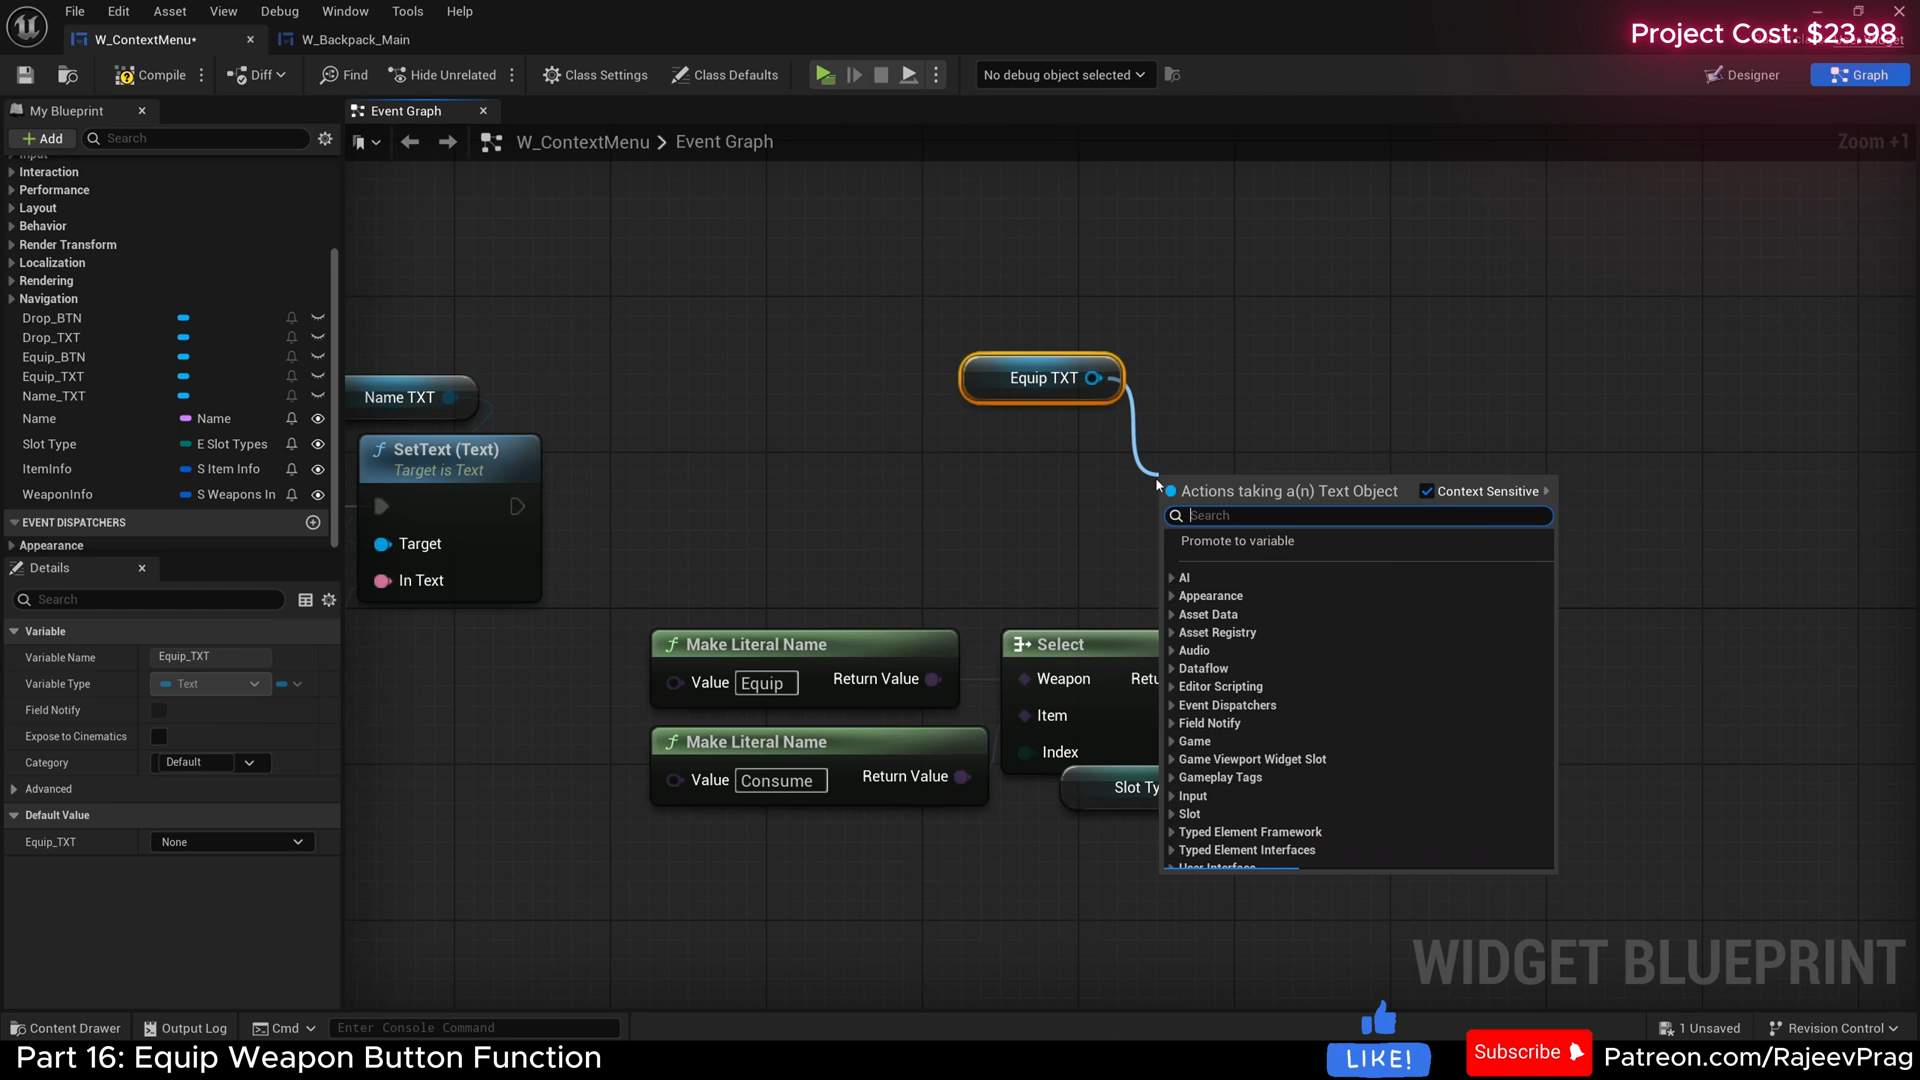 File Edit Asset View Debug Window Tools Help
Project Cost: $23.98
W_ContextMenu* W_Backpack_Main
Compile Diff Find Hide Unrelated Class Settings Class Defaults No debug object selected Designer Graph
My Blueprint Event Graph
Add Search W_ContextMenu > Event Graph Zoom +1
Input
Interaction
Performance
Layout
Behavior
Render Transform
Localization
Rendering
Navigation
Drop_BTN
Drop_TXT
Equip_BTN
Equip_TXT
Name_TXT
Name Name
Slot Type E Slot Types
ItemInfo S Item Info
WeaponInfo S Weapons In
EVENT DISPATCHERS
Appearance
Details
Search
Variable
Variable Name Equip_TXT
Variable Type Text
Field Notify
Expose to Cinematics
Category Default
Advanced
Default Value
Equip_TXT None
Name TXT
SetText (Text)
Target is Text
Target
In Text
Equip TXT
Make Literal Name
Value Equip Return Value
Make Literal Name
Value Consume Return Value
Select
Weapon Retu
Item
Index
Slot Ty
Actions taking a(n) Text Object Context Sensitive
Search
Promote to variable
AI
Appearance
Asset Data
Asset Registry
Audio
Dataflow
Editor Scripting
Event Dispatchers
Field Notify
Game
Game Viewport Widget Slot
Gameplay Tags
Input
Slot
Typed Element Framework
Typed Element Interfaces
User Interface
WIDGET BLUEPRINT
Content Drawer Output Log Cmd Enter Console Command 1 Unsaved Revision Control
Part 16: Equip Weapon Button Function LIKE! Subscribe Patreon.com/RajeevPrag